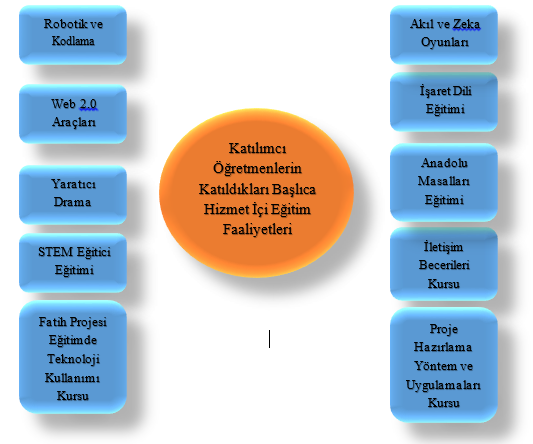 Robotik ve
Kodlama
Web 2.0
Araçları
Yaratıcı
Drama
STEM Eğitici
Eğitimi
Fatih Projesi
Eğitimde
Teknoloji
Kullanımı
Kursu
Katılımcı
Öğretmenlerin
Katıldıkları Başlıca
Hizmet İçi Eğitim
Faaliyetleri
Akıl ve Zeka
Oyunları
İşaret Dili
Eğitimi
Anadolu
Masalları
Eğitimi
İletişim
Becerileri
Kursu
Proje
Hazırlama
Yöntem ve
Uygulamaları
Kursu